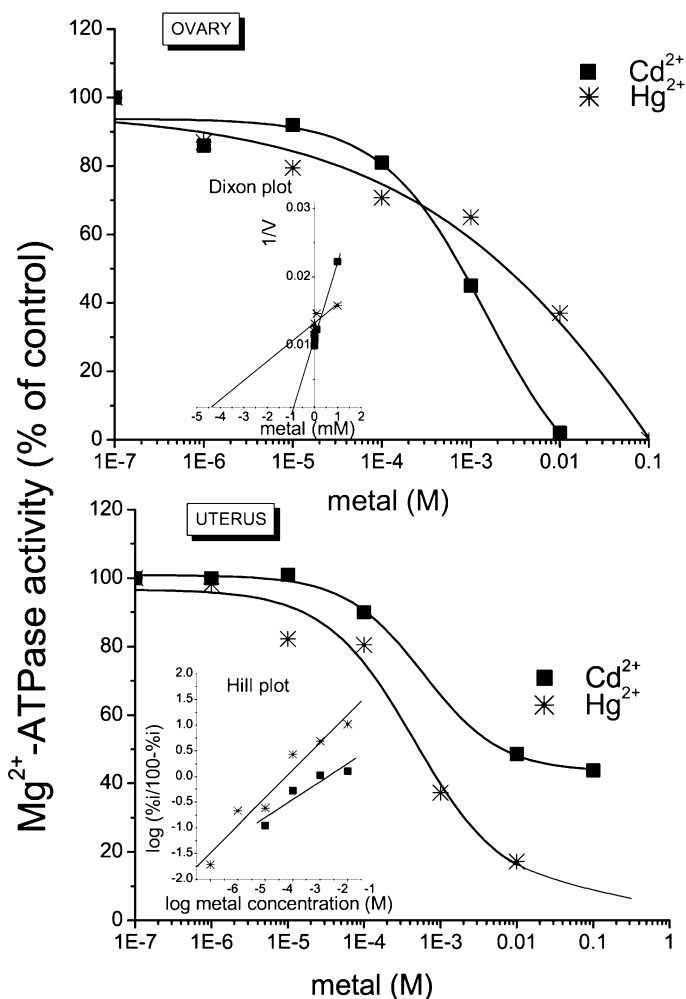 Mg2+-ATPase activity (% of control)
OVARY
120
100
80
60
40
20
0
Cd2+
Hg2+
Dixon plot
1/V
0.03
0.02
0.01
-5 -4 -3 -2 -1 0 1 2
metal (mM)
1E-7 1E-6 1E-5 1E-4 1E-3 0.01 0.1
metal (M)
UTERUS
120
100
80
60
40
20
0
Cd2+
Hg2+
Hill plot
log (%i/100-%i)
2.0
1.5
1.0
0.5
0.0
-0.5
-1.0
-1.5
-2.0
-6 -5 -4 -3 -2 -1
log metal concentration (M)
1E-7 1E-6 1E-5 1E-4 1E-3 0.01 0.1 1
metal (M)